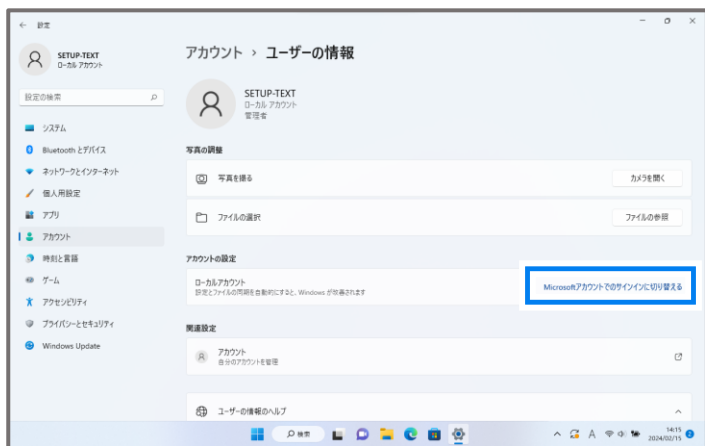 設定
SETUP-TEXT
ローカル アカウント
設定の検索
システム
Bluetooth とデバイス
ネットワークとインターネット
個人用設定
アプリ
アカウント
時刻と言語
ゲーム
アクセシビリティ
プライバシーとセキュリティ
Windows Update
アカウント › ユーザーの情報
SETUP-TEXT
ローカル アカウント
管理者
写真の調整
写真を撮る
カメラを開く
ファイルの選択
ファイルの参照
アカウントの設定
ローカルアカウント
設定とファイルの同期を自動的にすると、Windows が改善されます
Microsoftアカウントでのサインインに切り替える
関連設定
アカウント
自分のアカウントを管理
ユーザーの情報のヘルプ
検索
A
14:15
2024/02/15